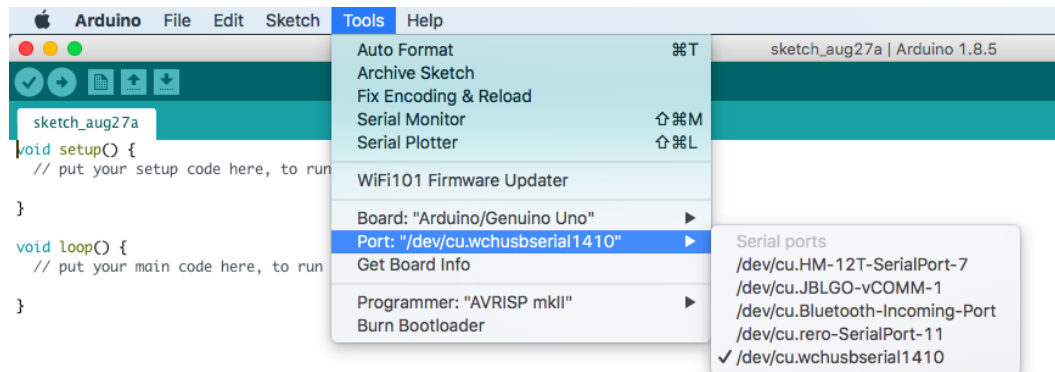 Arduino File Edit Sketch Tools Help
sketch_aug27a | Arduino 1.8.5
sketch_aug27a
void setup() {
// put your setup code here, to run
}
void loop() {
// put your main code here, to run
}
Auto Format ⌘T
Archive Sketch
Fix Encoding & Reload
Serial Monitor ⇧⌘M
Serial Plotter ⇧⌘L
WiFi101 Firmware Updater
Board: "Arduino/Genuino Uno"
Port: "/dev/cu.wchusbserial1410"
Get Board Info
Programmer: "AVRISP mkII"
Burn Bootloader
Serial ports
/dev/cu.HM-12T-SerialPort-7
/dev/cu.JBLGO-vCOMM-1
/dev/cu.Bluetooth-Incoming-Port
/dev/cu.rero-SerialPort-11
✓ /dev/cu.wchusbserial1410